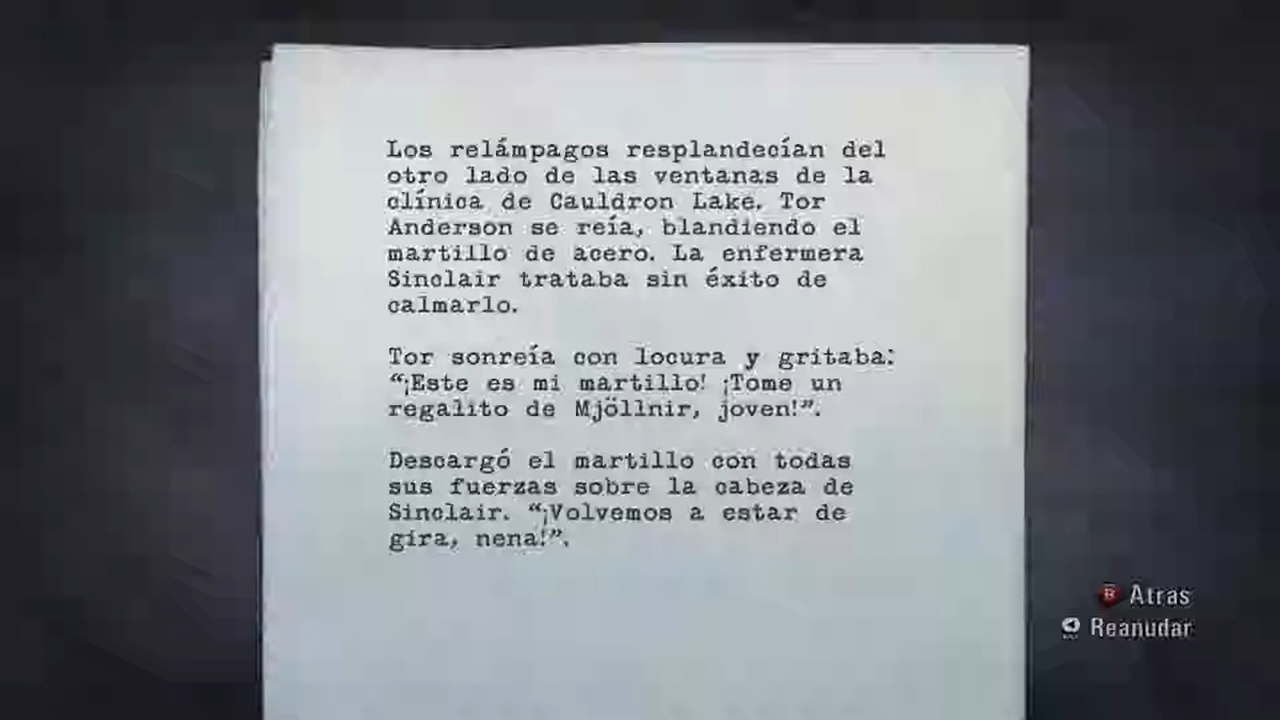 Los relámpagos resplandecían del
otro lado de las ventanas de la
clínica de Cauldron Lake. Tor
Anderson se reía, blandiendo el
martillo de acero. La enfermera
Sinclair trataba sin éxito de
calmarlo.
Tor sonreía con locura y gritaba:
“¡Este es mi martillo! ¡Tome un
regalito de Mjöllnir, joven!”.
Descargó el martillo con todas
sus fuerzas sobre la cabeza de
Sinclair. “¡Volvemos a estar de
gira, nena!”.
B Atras
Reanudar